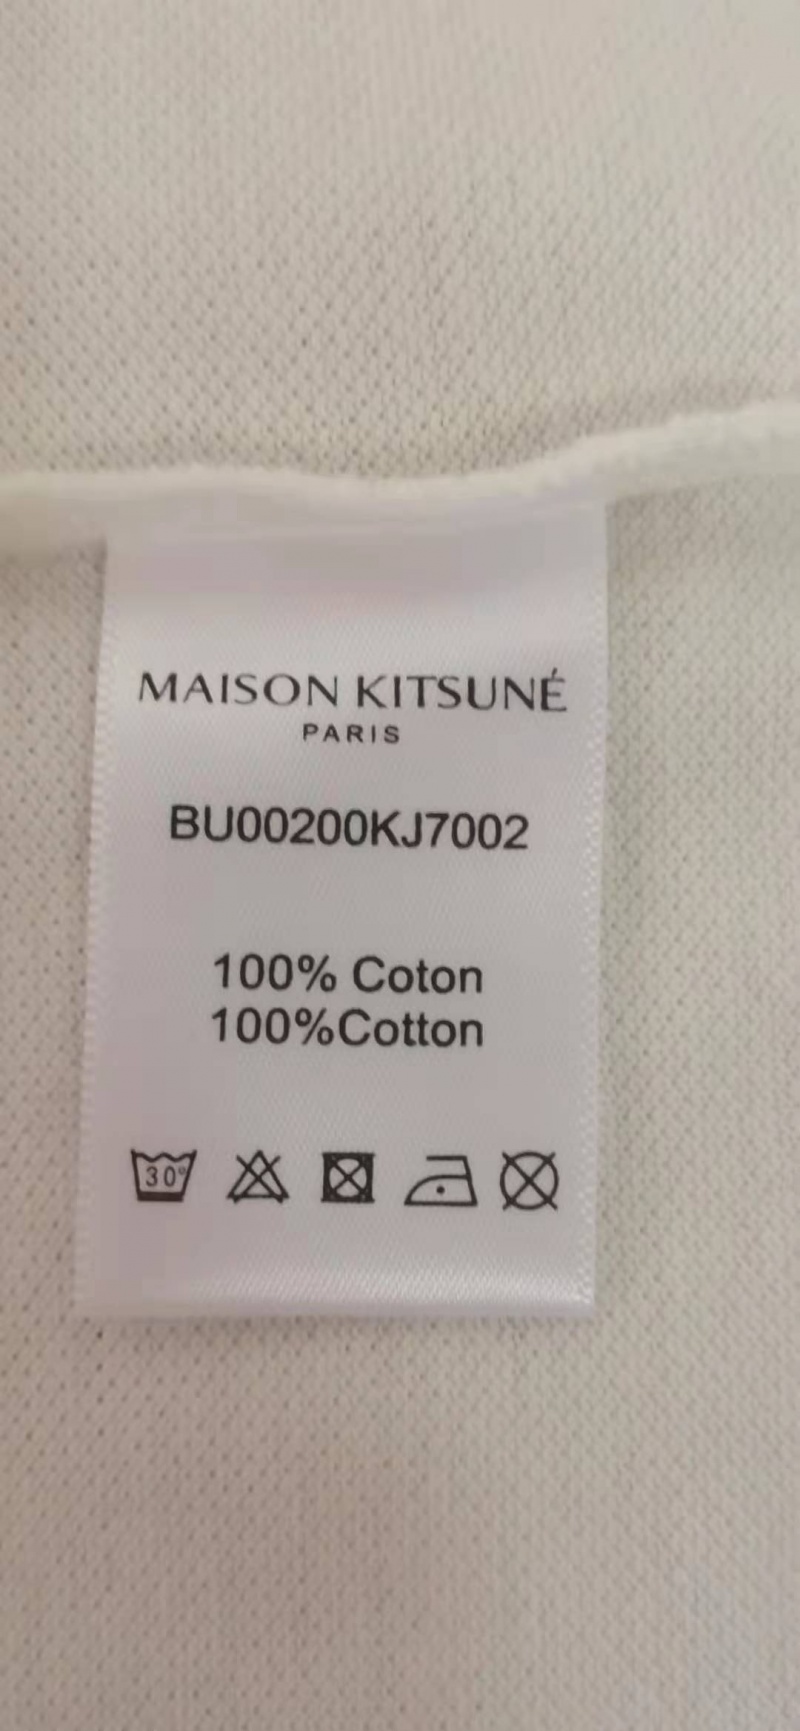 MAISON KITSUNÉ
PARIS
BU00200KJ7002
100% Coton
100%Cotton
30°